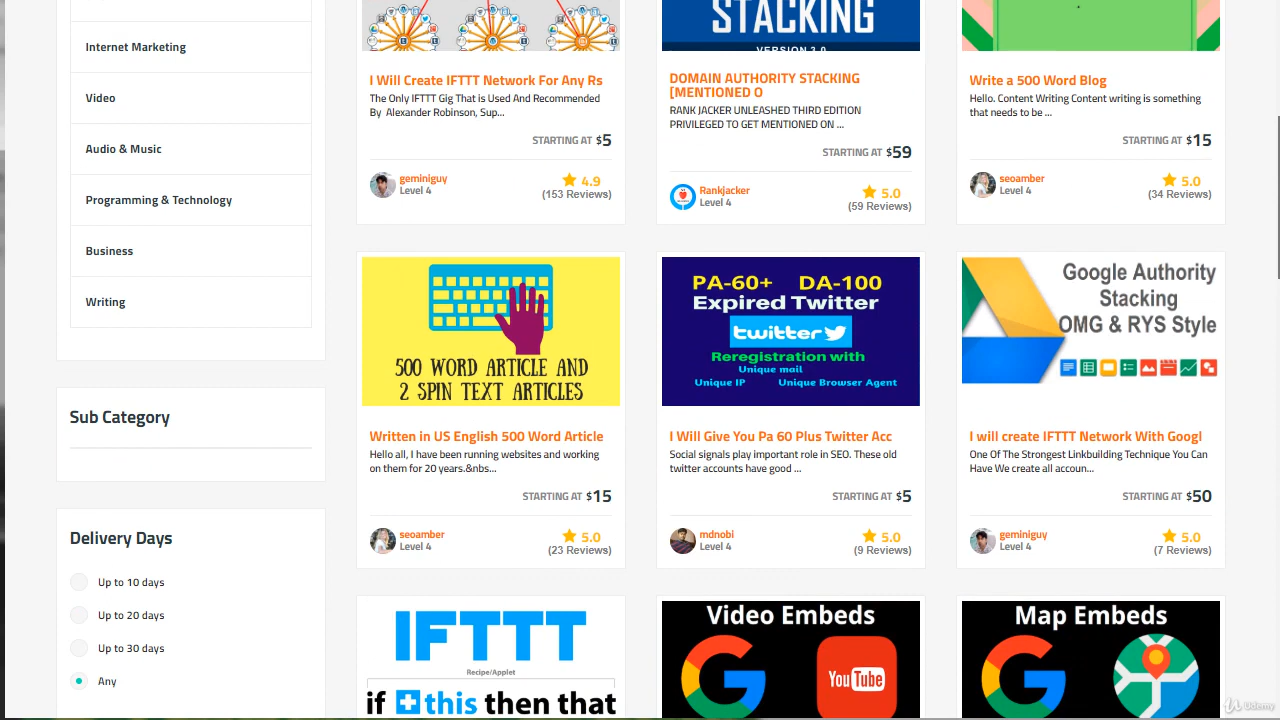 Internet Marketing
Video
Audio & Music
Programming & Technology
Business
Writing
Sub Category
Delivery Days
Up to 10 days
Up to 20 days
Up to 30 days
Any
I Will Create IFTTT Network For Any Rs
The Only IFTTT Gig That is Used And Recommended
By Alexander Robinson, Sup...
STARTING AT $5
geminiguy
Level 4
4.9
(153 Reviews)
STACKING
VERSION 3.0
DOMAIN AUTHORITY STACKING
[MENTIONED O
RANK JACKER UNLEASHED THIRD EDITION
PRIVILEGED TO GET MENTIONED ON ...
STARTING AT $59
Rankjacker
Level 4
5.0
(59 Reviews)
Write a 500 Word Blog
Hello. Content Writing Content writing is something
that needs to be ...
STARTING AT $15
seoamber
Level 4
5.0
(34 Reviews)
500 WORD ARTICLE AND
2 SPIN TEXT ARTICLES
Written in US English 500 Word Article
Hello all, I have been running websites and working
on them for 20 years.&nbs...
STARTING AT $15
seoamber
Level 4
5.0
(23 Reviews)
PA-60+ DA-100
Expired Twitter
twitter
Reregistration with
Unique mail
Unique IP Unique Browser Agent
I Will Give You Pa 60 Plus Twitter Acc
Social signals play important role in SEO. These old
twitter accounts have good ...
STARTING AT $5
mdnobi
Level 4
5.0
(9 Reviews)
Google Authority
Stacking
OMG & RYS Style
I will create IFTTT Network With Googl
One Of The Strongest Linkbuilding Technique You Can
Have We create all accoun...
STARTING AT $50
geminiguy
Level 4
5.0
(7 Reviews)
IFTTT
Recipe/Applet
if this then that
Video Embeds
YouTube
Map Embeds
Udemy